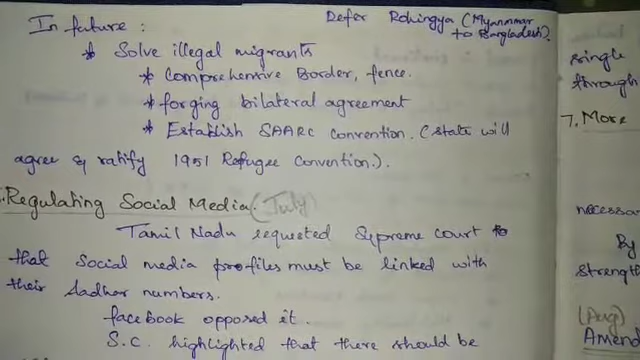 In future:
Refer Rohingya (Myanmar
to Bangladesh).
* Solve illegal migrants
* Comprehensive Border, fence.
* forging bilateral agreement
* Establish SAARC convention. (state will
agree & ratify 1951 Refugee Convention.).
Regulating Social Media. (July)
Tamil Nadu requested Supreme court to
that social media profiles must be linked with
their Aadhar numbers.
facebook opposed it.
S.C. highlighted that there should be
single
through
7. More
necessar
By
strength
(Aug)
Amend